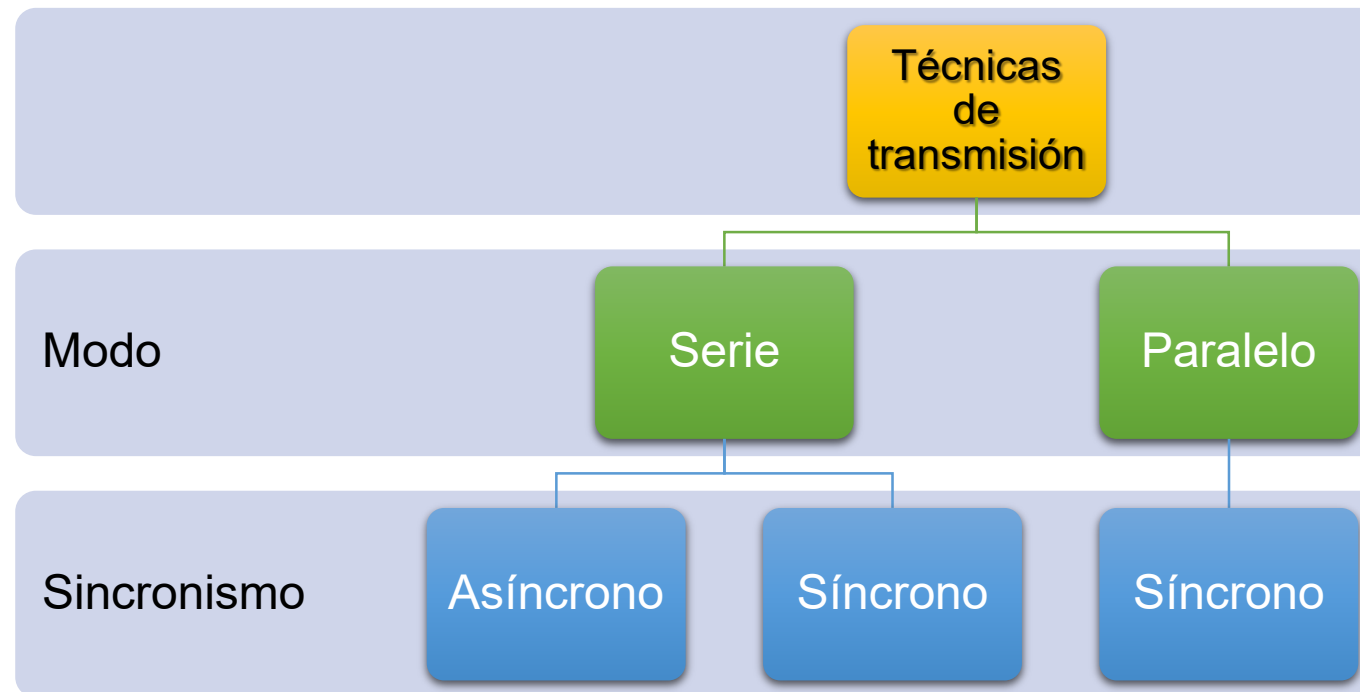 Técnicas
de
transmisión
Modo
Serie
Paralelo
Sincronismo
Asíncrono
Síncrono
Síncrono